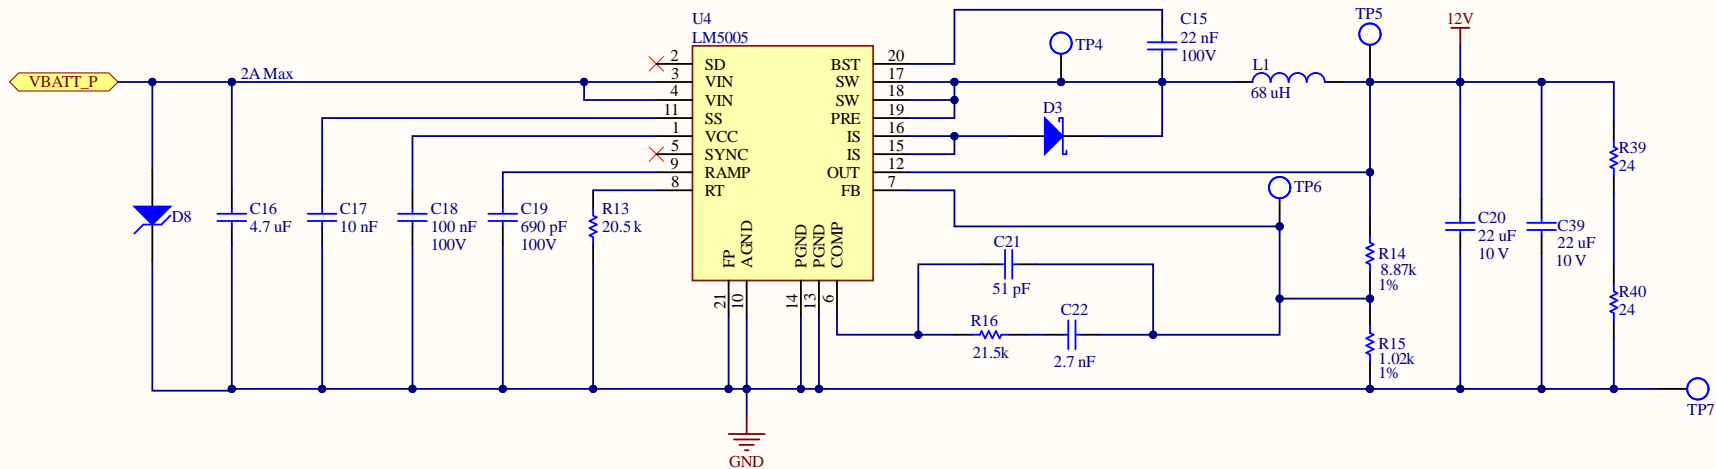 U4
LM5005
VBATT_P
2A Max
2
SD
3
VIN
4
VIN
11
SS
1
VCC
5
SYNC
9
RAMP
8
RT
BST
20
SW
17
SW
18
PRE
19
IS
16
IS
15
OUT
12
FB
7
FP
21
AGND
10
PGND
14
PGND
13
COMP
6
C15
22 nF
100V
TP4
TP5
12V
L1
68 uH
D3
TP6
D8
C16
4.7 uF
C17
10 nF
C18
100 nF
100V
C19
690 pF
100V
R13
20.5 k
C21
51 pF
R16
21.5k
C22
2.7 nF
R14
8.87k
1%
R15
1.02k
1%
C20
22 uF
10 V
C39
22 uF
10 V
R39
24
R40
24
TP7
GND